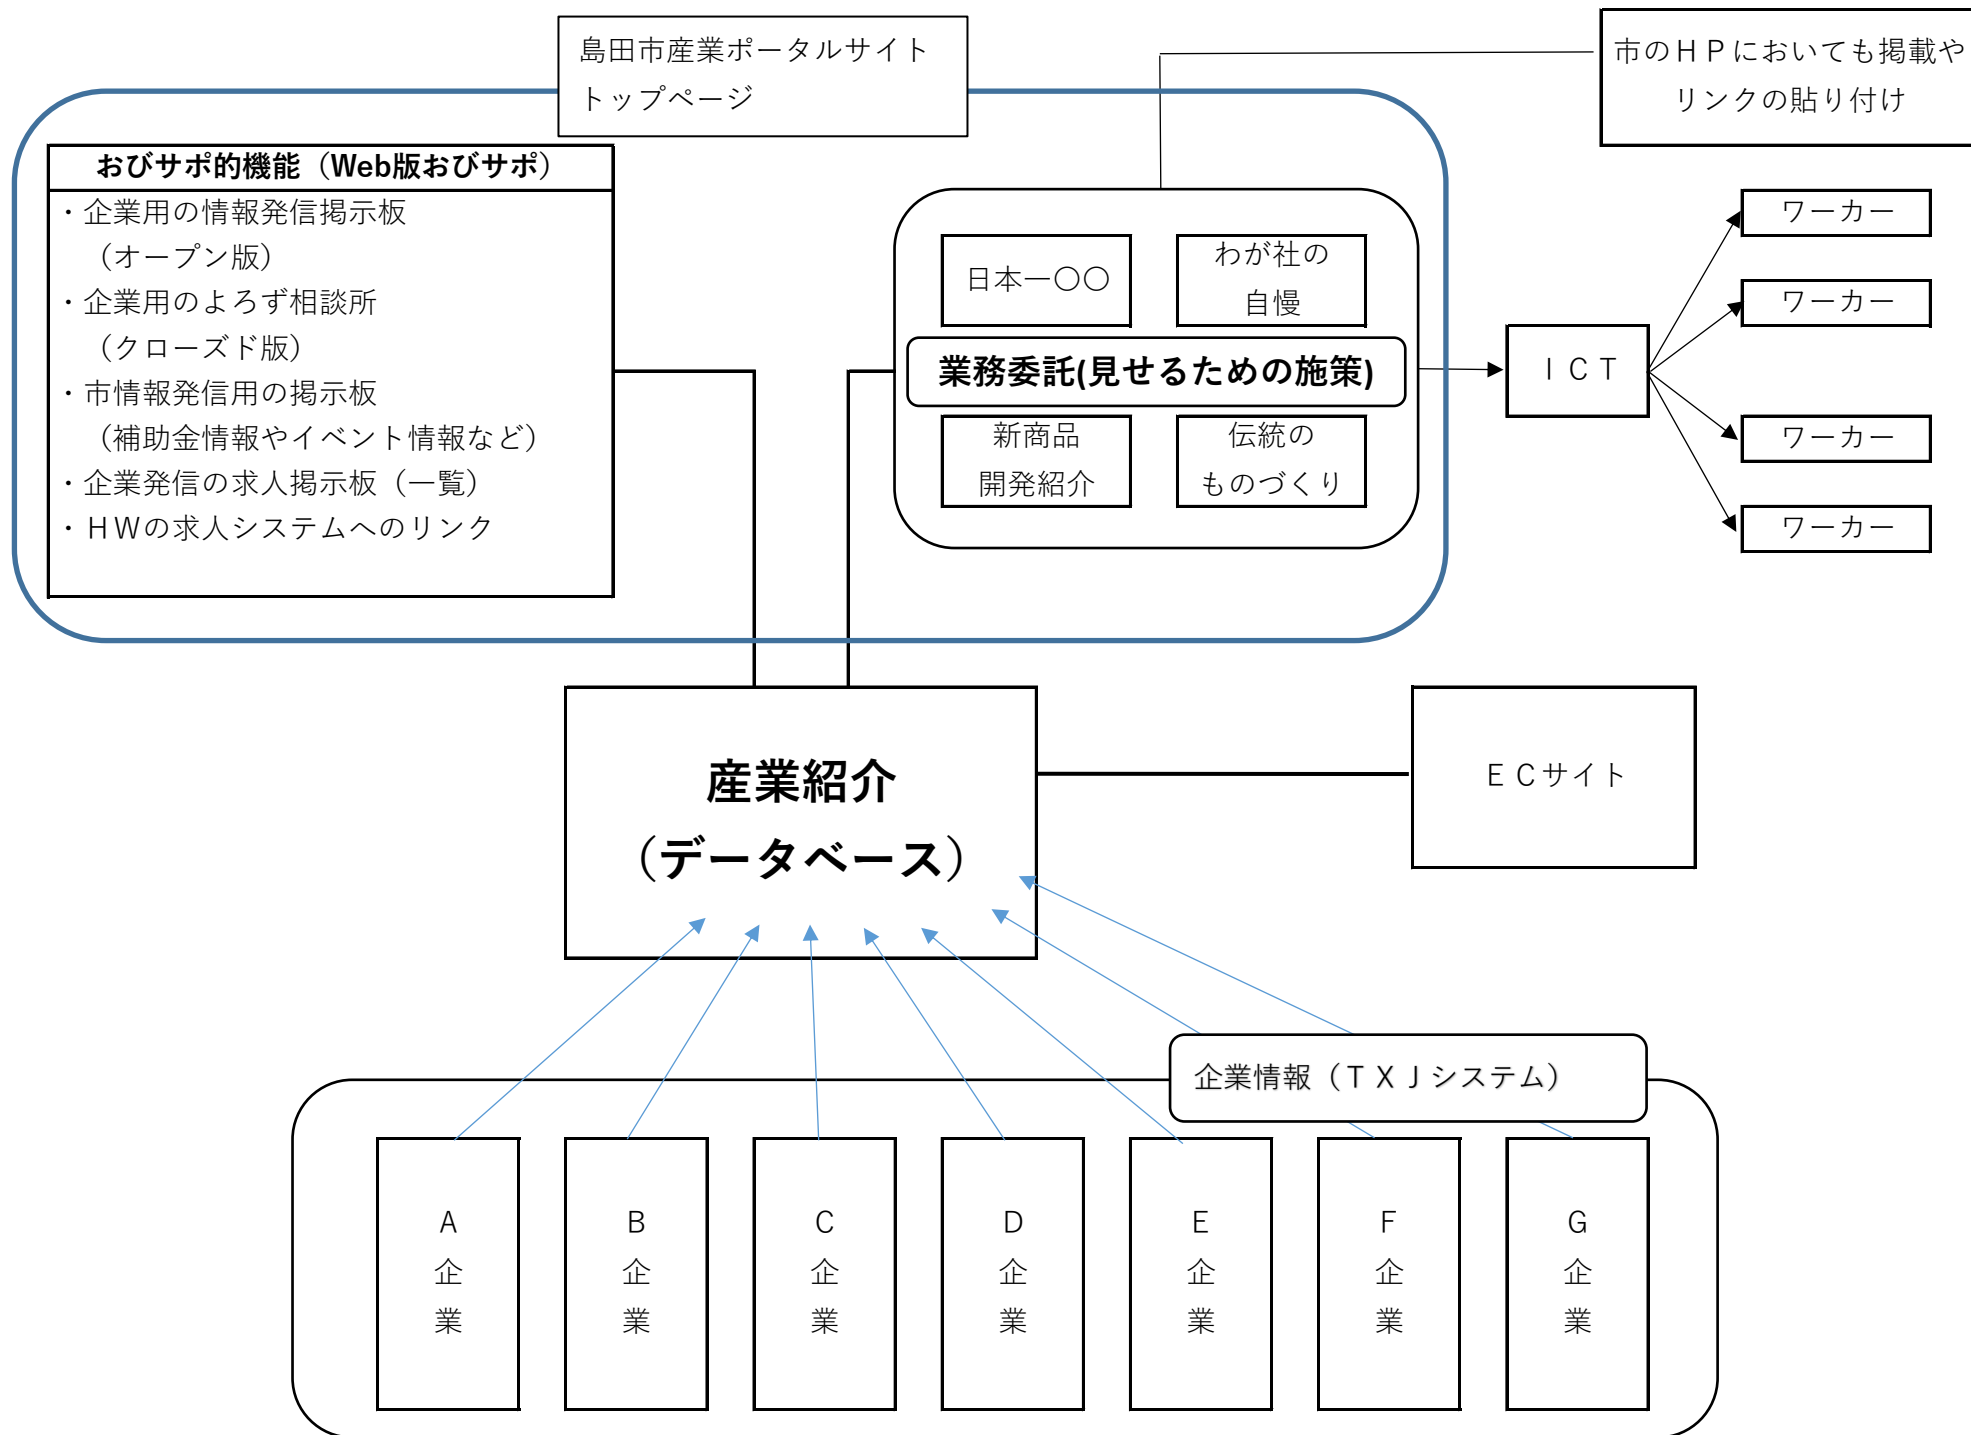 島田市産業ポータルサイト
トップページ
市のＨＰにおいても掲載や
リンクの貼り付け
おびサポ的機能（Web版おびサポ）
・企業用の情報発信掲示板
（オープン版）
・企業用のよろず相談所
（クローズド版）
・市情報発信用の掲示板
（補助金情報やイベント情報など）
・企業発信の求人掲示板（一覧）
・ＨＷの求人システムへのリンク
日本一〇〇
わが社の
自慢
業務委託(見せるための施策)
新商品
開発紹介
伝統の
ものづくり
ＩＣＴ
ワーカー
ワーカー
ワーカー
ワーカー
産業紹介
（データベース）
ＥＣサイト
企業情報（ＴＸＪシステム）
Ａ
企
業
Ｂ
企
業
Ｃ
企
業
Ｄ
企
業
Ｅ
企
業
Ｆ
企
業
Ｇ
企
業